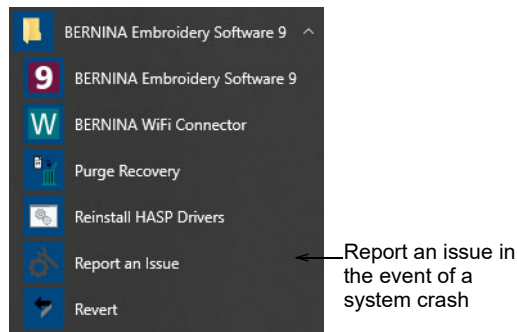 BERNINA Embroidery Software 9
9 BERNINA Embroidery Software 9
W BERNINA WiFi Connector
Purge Recovery
Reinstall HASP Drivers
Report an Issue
Revert
Report an issue in
the event of a
system crash